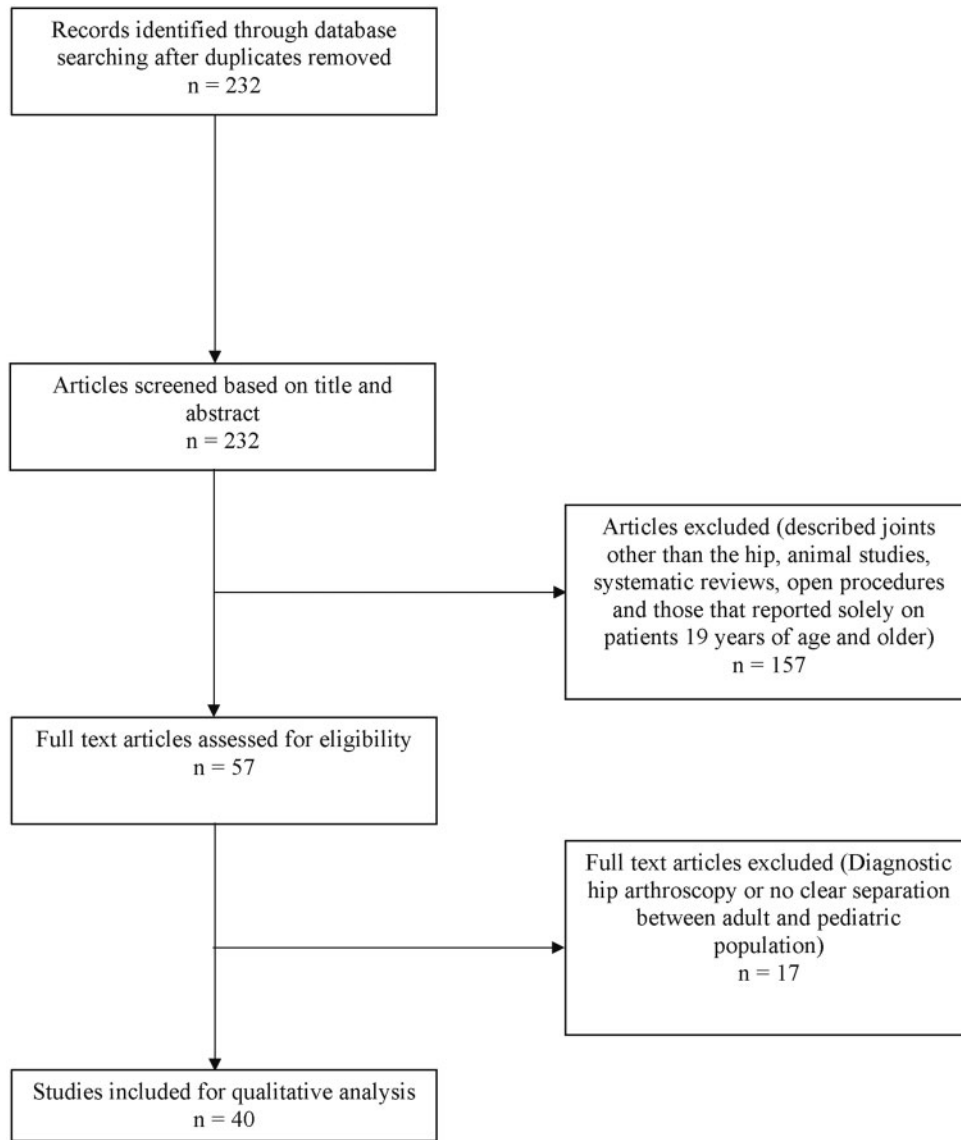 Records identified through database
searching after duplicates removed
n = 232
Articles screened based on title and
abstract
n = 232
Articles excluded (described joints
other than the hip, animal studies,
systematic reviews, open procedures
and those that reported solely on
patients 19 years of age and older)
n = 157
Full text articles assessed for eligibility
n = 57
Full text articles excluded (Diagnostic
hip arthroscopy or no clear separation
between adult and pediatric
population)
n = 17
Studies included for qualitative analysis
n = 40